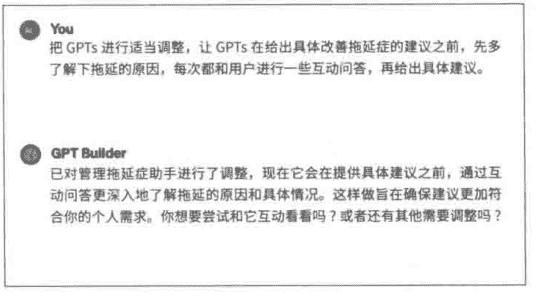 You
把 GPTs 进行适当调整，让 GPTs 在给出具体改善拖延症的建议之前，先多
了解下拖延的原因，每次都和用户进行一些互动问答，再给出具体建议。
GPT Builder
已对管理拖延症助手进行了调整，现在它会在提供具体建议之前，通过互
动问答更深入地了解拖延的原因和具体情况。这样做旨在确保建议更加符
合你的个人需求。你想要尝试和它互动看看吗？或者还有其他需要调整吗？